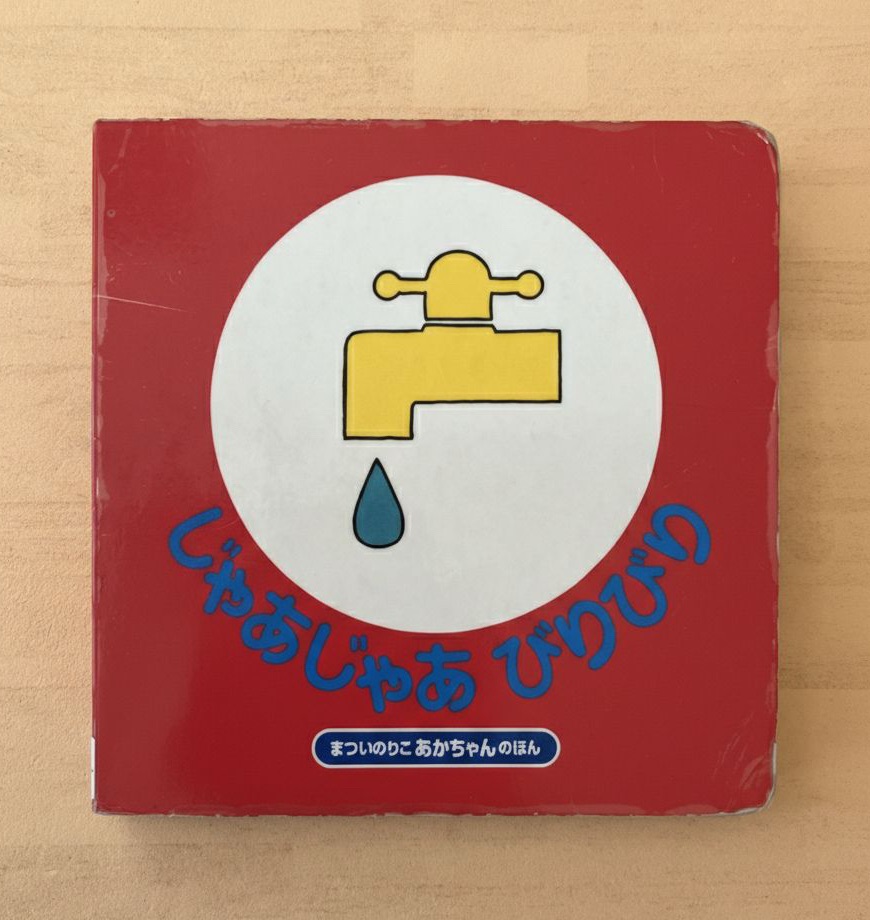 じゃあじゃあ びりびり
まついのりこ あかちゃんのほん